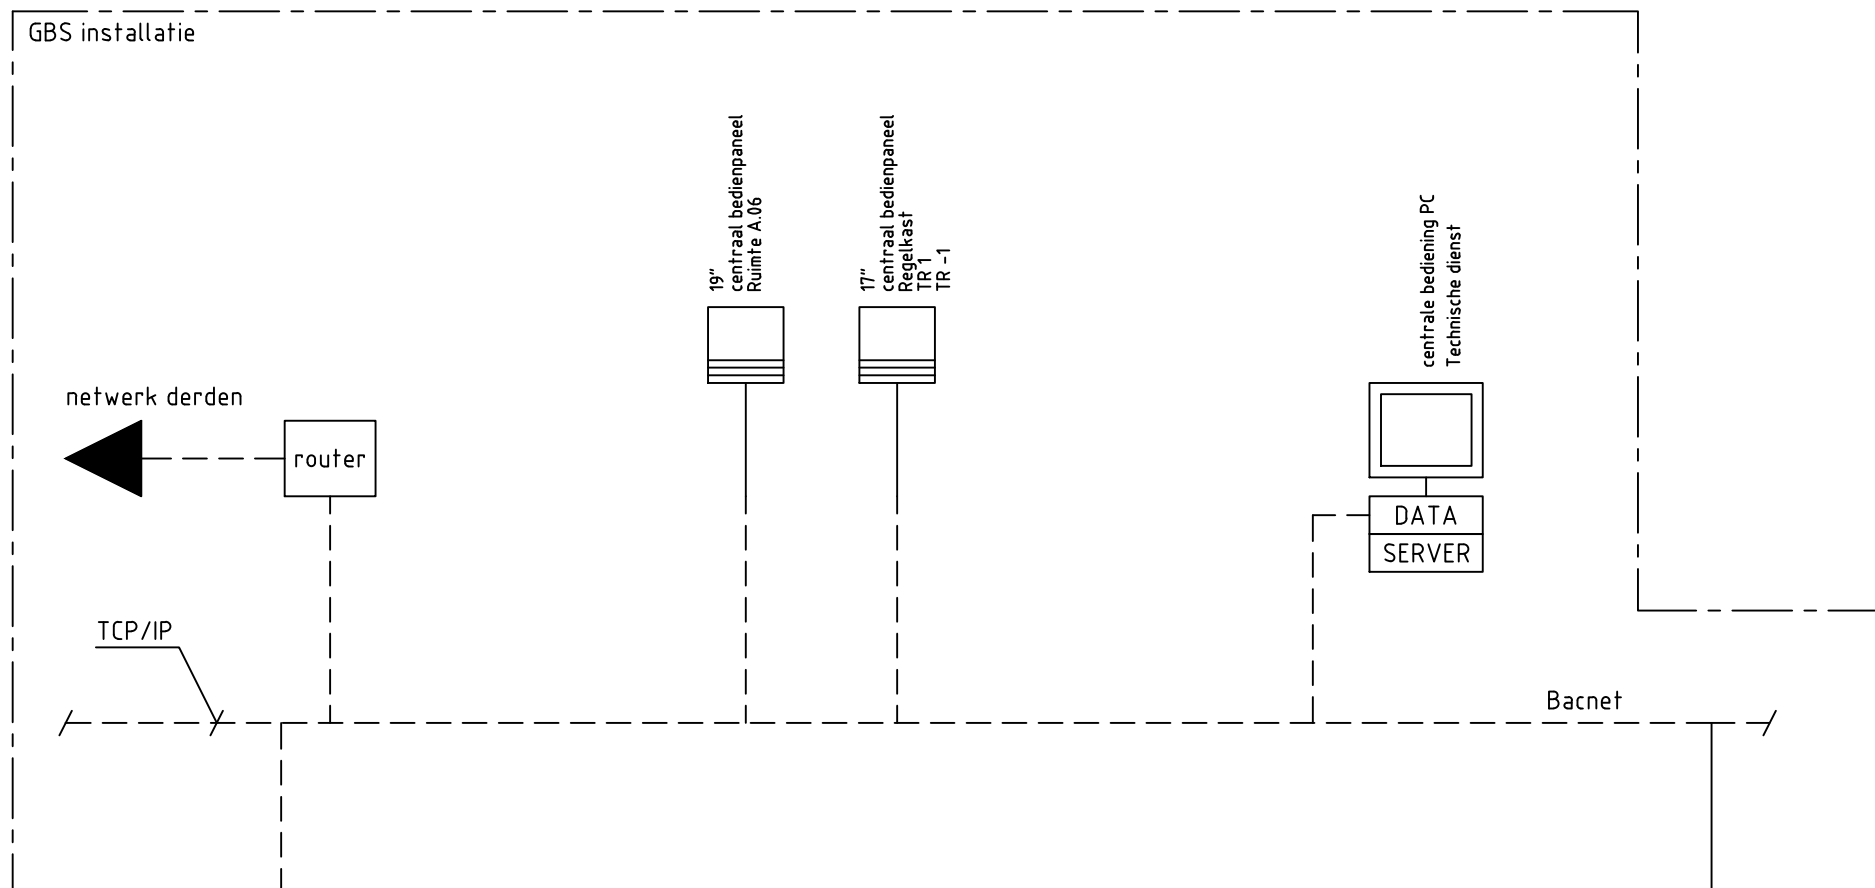 GBS installatie
19"
centraal bedienpaneel
Ruimte A.06
17"
centraal bedienpaneel
Regelkast
TR 1
TR -1
centrale bediening PC
Technische dienst
netwerk derden
router
DATA
SERVER
TCP/IP
Bacnet